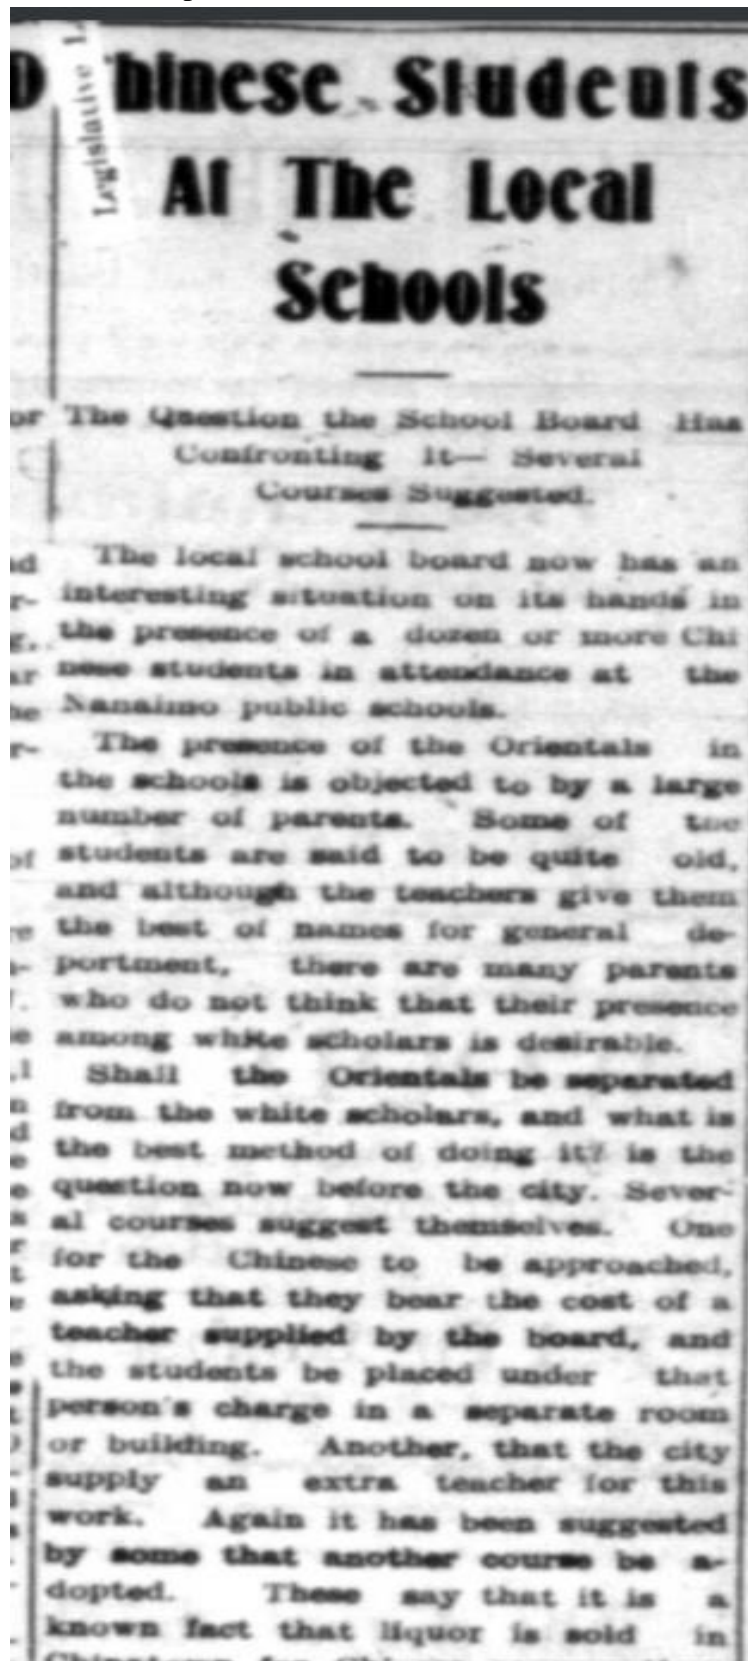 Chinese Students
At The Local
Schools
Legislative L
The Question the School Board Has
Confronting It— Several
Courses Suggested.
The local school board now has an
interesting situation on its hands in
the presence of a dozen or more Chi
nese students in attendance at the
Nanaimo public schools.
The presence of the Orientals in
the schools is objected to by a large
number of parents. Some of the
students are said to be quite old,
and although the teachers give them
the best of names for general de-
portment, there are many parents
who do not think that their presence
among white scholars is desirable.
Shall the Orientals be separated
from the white scholars, and what is
the best method of doing it? is the
question now before the city. Sever-
al courses suggest themselves. One
for the Chinese to be approached,
asking that they bear the cost of a
teacher supplied by the board, and
the students be placed under that
person's charge in a separate room
or building. Another, that the city
supply an extra teacher for this
work. Again it has been suggested
by some that another course be a-
dopted. These say that it is a
known fact that liquor is sold in